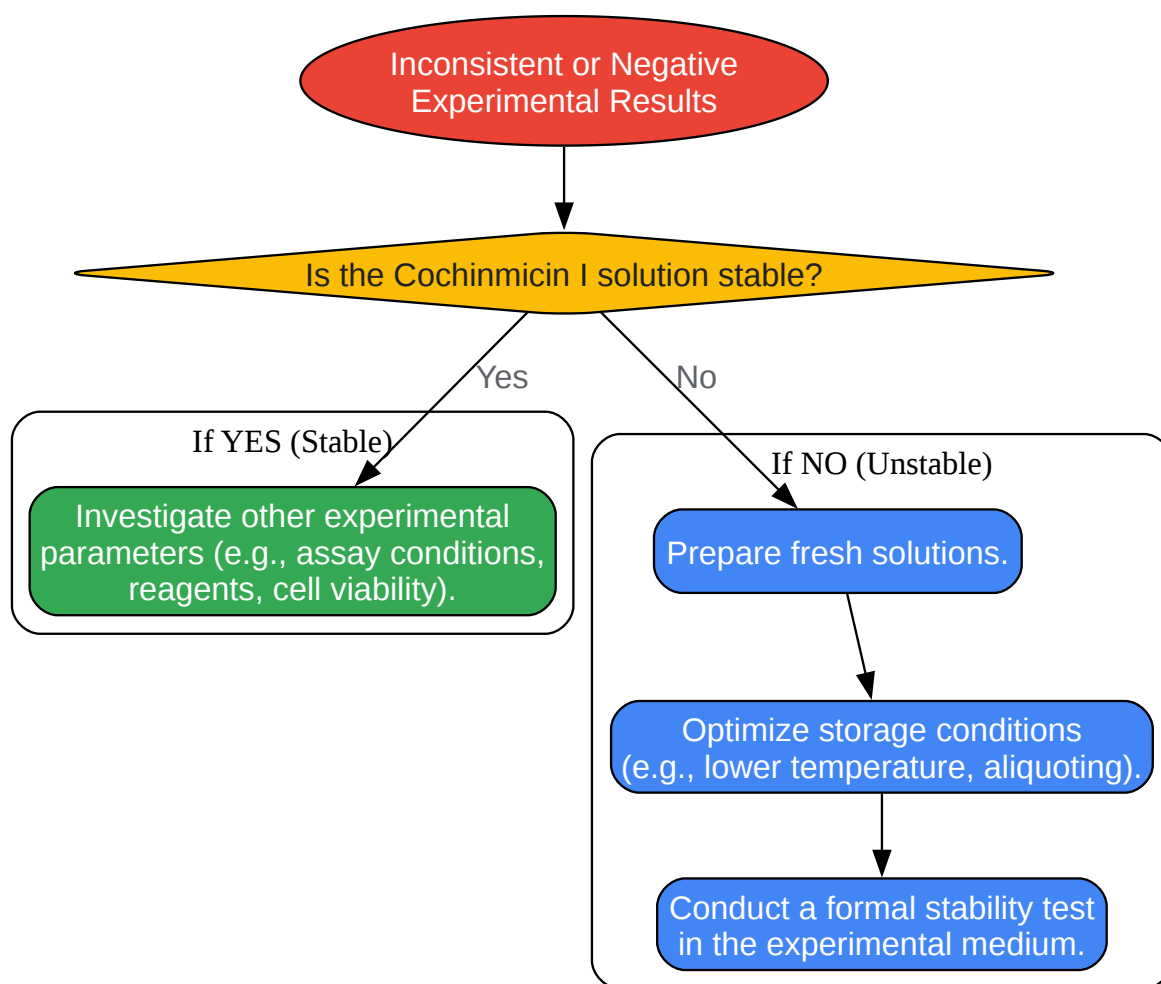 Inconsistent or Negative
Experimental Results
Is the Cochinmicin I solution stable?
Yes
No
If YES (Stable)
Investigate other experimental
parameters (e.g., assay conditions,
reagents, cell viability).
If NO (Unstable)
Prepare fresh solutions.
Optimize storage conditions
(e.g., lower temperature, aliquoting).
Conduct a formal stability test
in the experimental medium.